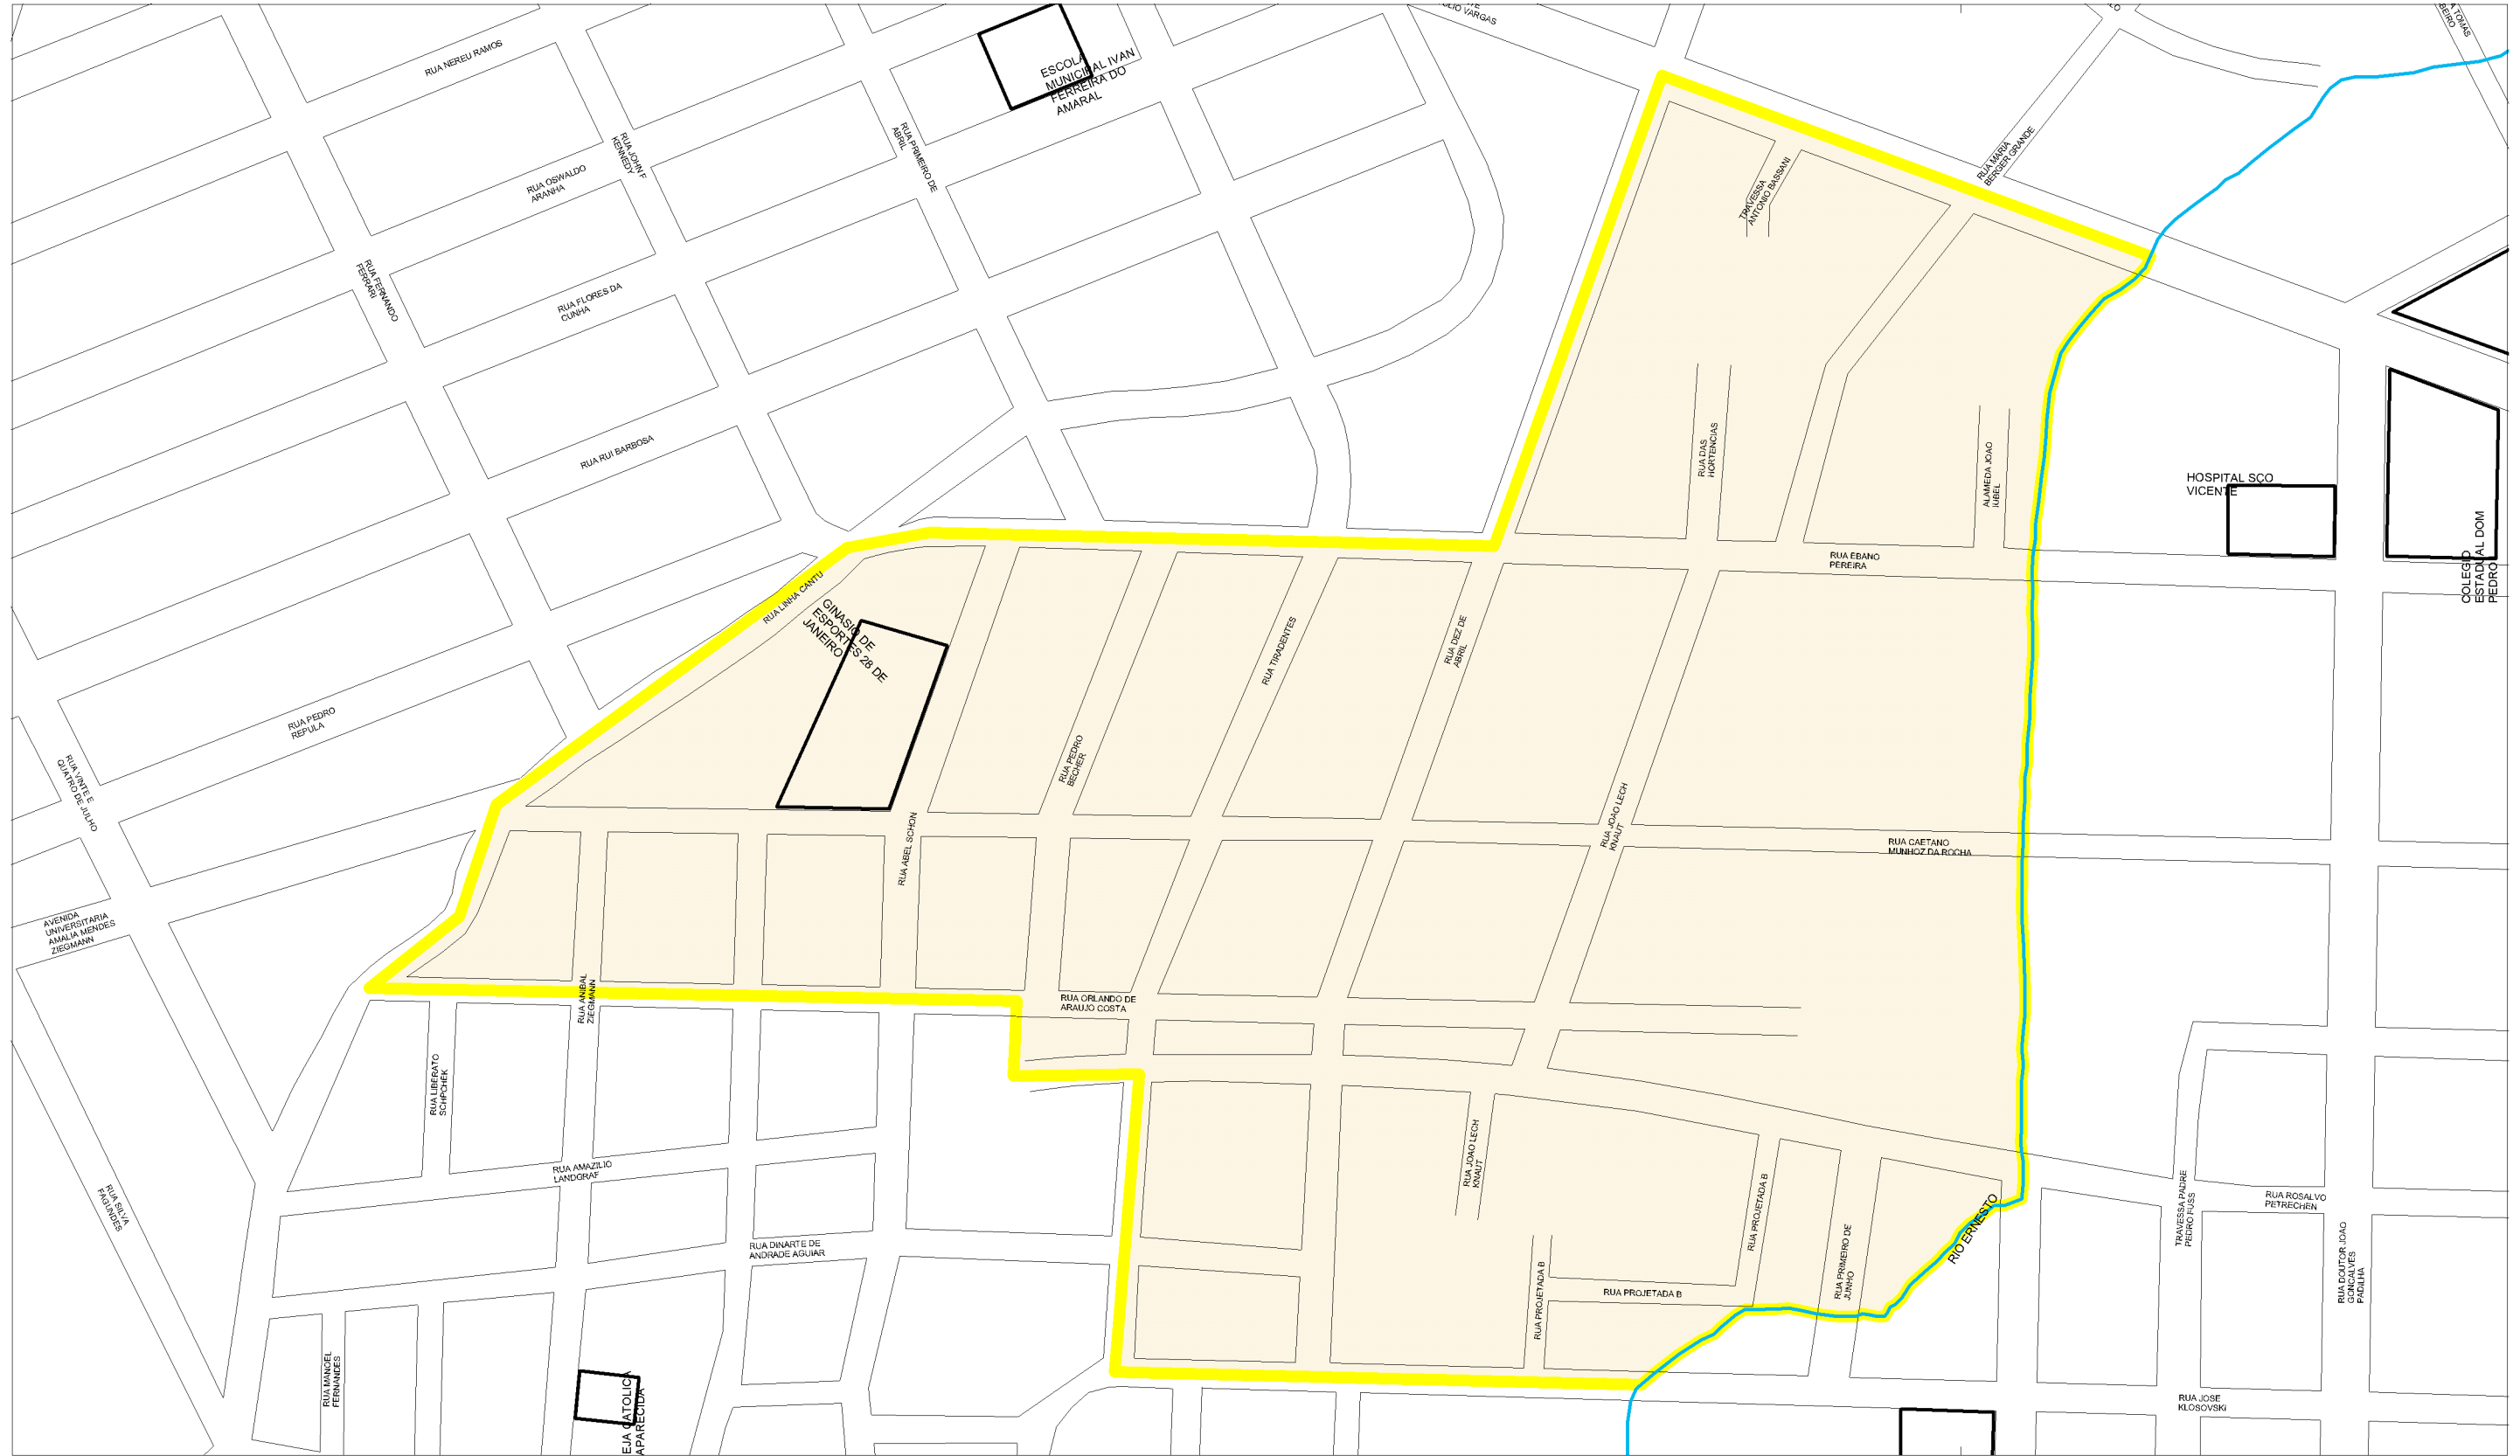 JLIO VARGAS
RUA NEREU RAMOS
ESCOLA
MUNICIPAL IVAN
FERREIRA DO
AMARAL
RUA JOHN F
KENNEDY
RUA PRIMEIRO DE
ABRIL
RUA OSWALDO
ARANHA
RUA MARIA
BERGER GRANDE
TRAVESSA
ANTONIO BASSANI
RUA FERNANDO
FERRARI
RUA FLORES DA
CUNHA
RUA RUI BARBOSA
RUA DAS
HORTENCIAS
ALAMEDA JOAO
IUBEL
HOSPITAL SÇO
VICENTE
COLEGIO
ESTADUAL DOM
PEDRO I
RUA EBANO
PEREIRA
RUA LINHA CANTU
GINASIO DE
ESPORTES 28 DE
JANEIRO
RUA TIRADENTES
RUA DEZ DE
ABRIL
RUA PEDRO
REPULA
RUA PEDRO
BECHER
RUA VINTE E
QUATRO DE JULHO
RUA JOAO LECH
KNAUT
RUA ABEL SCHON
RUA CAETANO
MUNHOZ DA ROCHA
AVENIDA
UNIVERSITARIA
AMALIA MENDES
ZIEGMANN
RUA ANIBAL
ZIEGMANN
RUA ORLANDO DE
ARAUJO COSTA
RUA LIBERATO
SCHPCHEK
RUA AMAZILIO
LANDGRAF
RUA JOAO LECH
KNAUT
RUA SILVA
FAGUNDES
RUA DINARTE DE
ANDRADE AGUIAR
RUA PROJETADA B
RUA PROJETADA B
RUA PROJETADA B
RUA PRIMEIRO DE
JUNHO
RIO ERNESTO
TRAVESSA PADRE
PEDRO FUSS
RUA ROSALVO
PETRECHEN
RUA DOUTOR JOAO
GONCALVES
PADILHA
RUA MANOEL
FERNANDES
EJA CATOLICA
APARECIDA
RUA JOSE
KLOSOVSKI